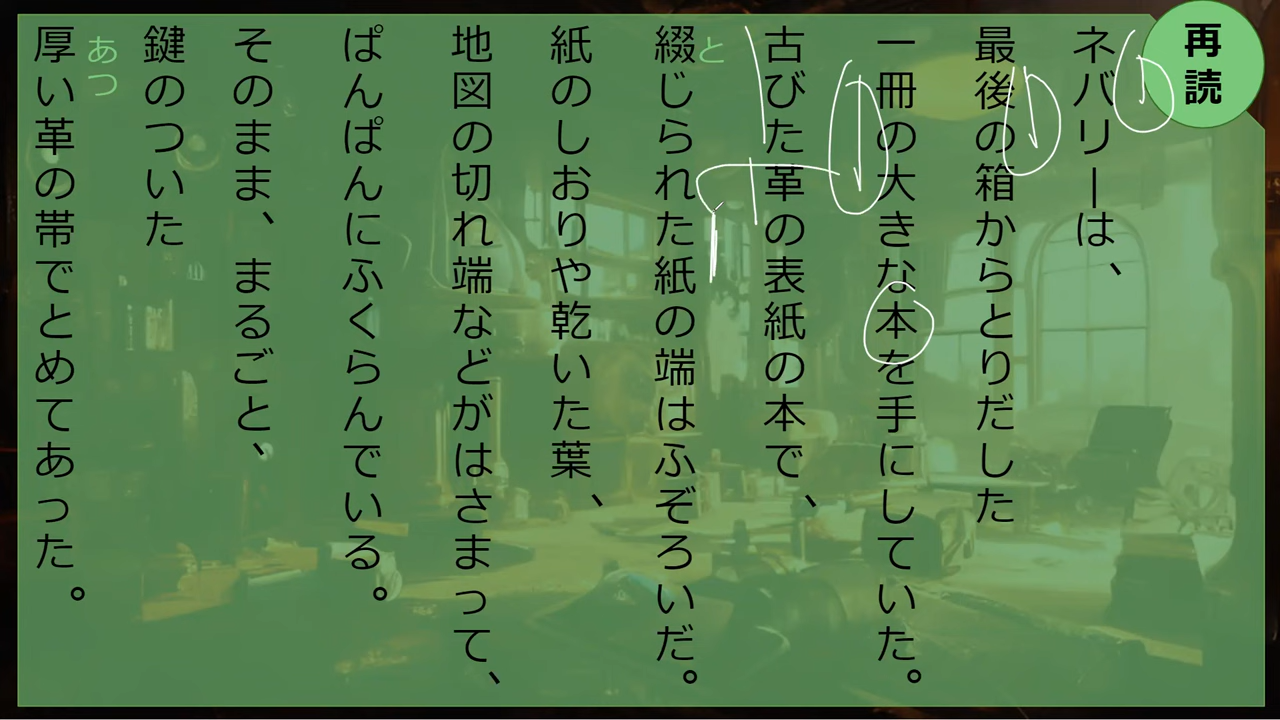 再読
ネバリーは、
最後の箱からとりだした
一冊の大きな本を手にしていた。
古びた革の表紙の本で、
綴じられた紙の端はふぞろいだ。
と
紙のしおりや乾いた葉、
地図の切れ端などがはさまって、
ぱんぱんにふくらんでいる。
そのまま、まるごと、
鍵のついた
厚い革の帯でとめてあった。
あつ